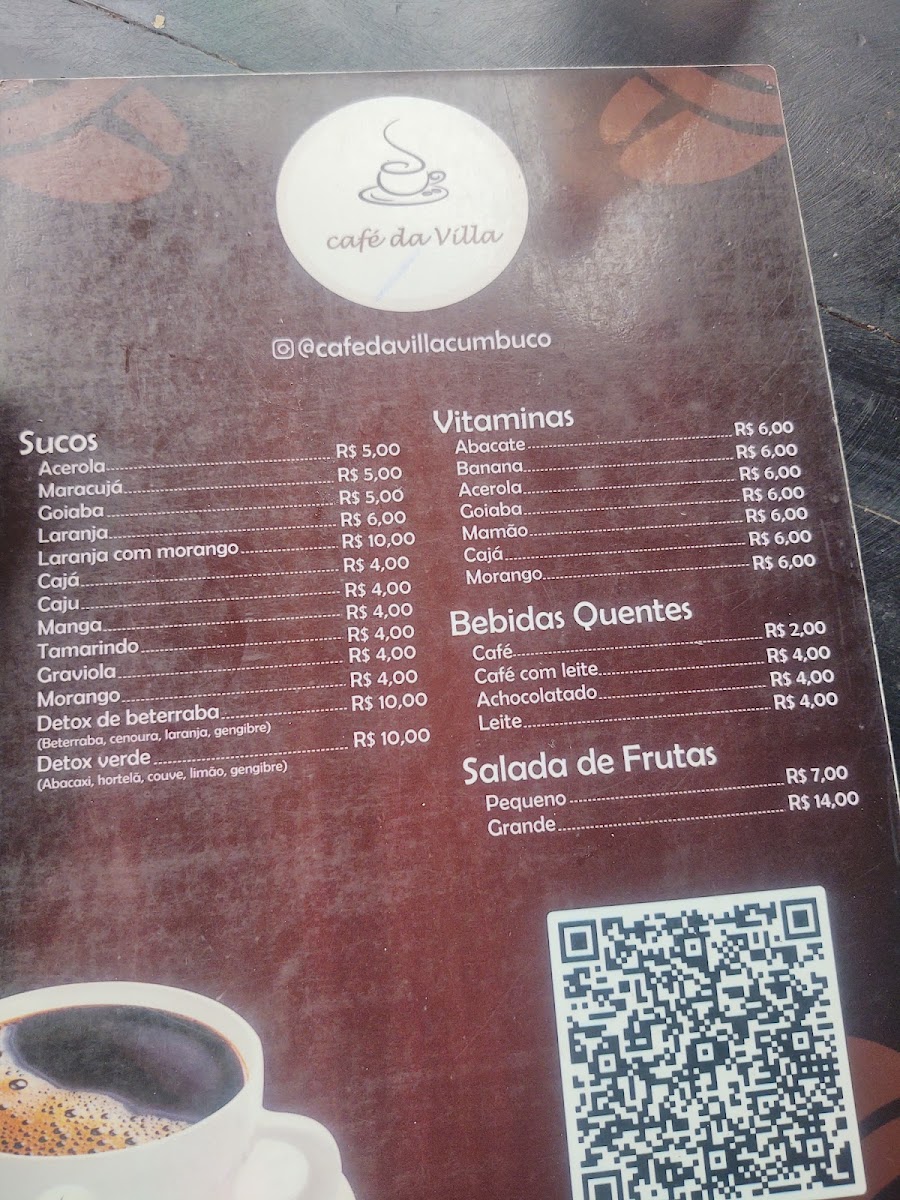 café da Villa
@cafedavillacumbuco
Sucos
Acerola R$ 5,00
Maracujá R$ 5,00
Goiaba R$ 5,00
Laranja R$ 6,00
Laranja com morango R$ 10,00
Cajá R$ 4,00
Caju R$ 4,00
Manga R$ 4,00
Tamarindo R$ 4,00
Graviola R$ 4,00
Morango R$ 4,00
Detox de beterraba R$ 10,00
(Beterraba, cenoura, laranja, gengibre)
Detox verde R$ 10,00
(Abacaxi, hortelã, couve, limão, gengibre)
Vitaminas
Abacate R$ 6,00
Banana R$ 6,00
Acerola R$ 6,00
Goiaba R$ 6,00
Mamão R$ 6,00
Cajá R$ 6,00
Morango R$ 6,00
Bebidas Quentes
Café R$ 2,00
Café com leite R$ 4,00
Achocolatado R$ 4,00
Leite R$ 4,00
Salada de Frutas
Pequeno R$ 7,00
Grande R$ 14,00